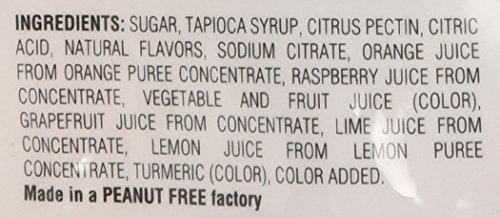 INGREDIENTS: SUGAR, TAPIOCA SYRUP, CITRUS PECTIN, CITRIC
ACID, NATURAL FLAVORS, SODIUM CITRATE, ORANGE JUICE
FROM ORANGE PUREE CONCENTRATE, RASPBERRY JUICE FROM
CONCENTRATE, VEGETABLE AND FRUIT JUICE (COLOR),
GRAPEFRUIT JUICE FROM CONCENTRATE, LIME JUICE FROM
CONCENTRATE, LEMON JUICE FROM LEMON PUREE
CONCENTRATE, TURMERIC (COLOR), COLOR ADDED.
Made in a PEANUT FREE factory